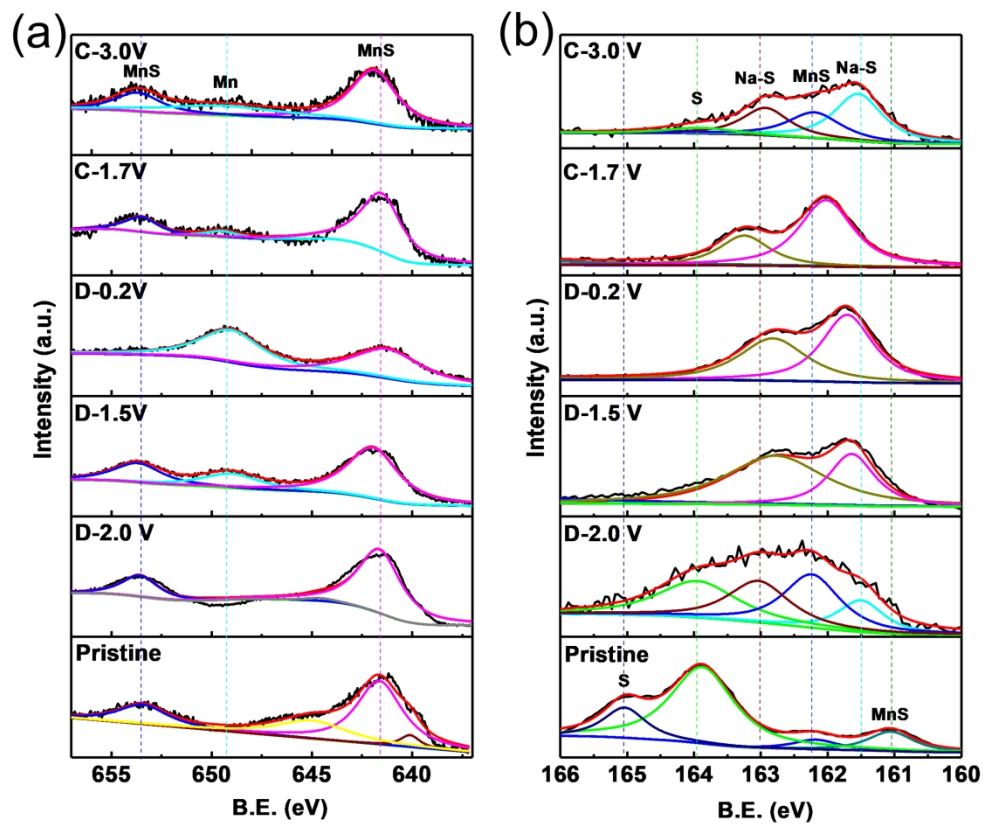 (a)
C-3.0V
MnS
Mn
MnS
C-1.7V
D-0.2V
D-1.5V
D-2.0 V
Pristine
Intensity (a.u.)
655 650 645 640
B.E. (eV)
(b)
C-3.0 V
S
Na-S
MnS
Na-S
C-1.7 V
D-0.2 V
D-1.5 V
D-2.0 V
Pristine
S
MnS
Intensity (a.u.)
166 165 164 163 162 161 160
B.E. (eV)